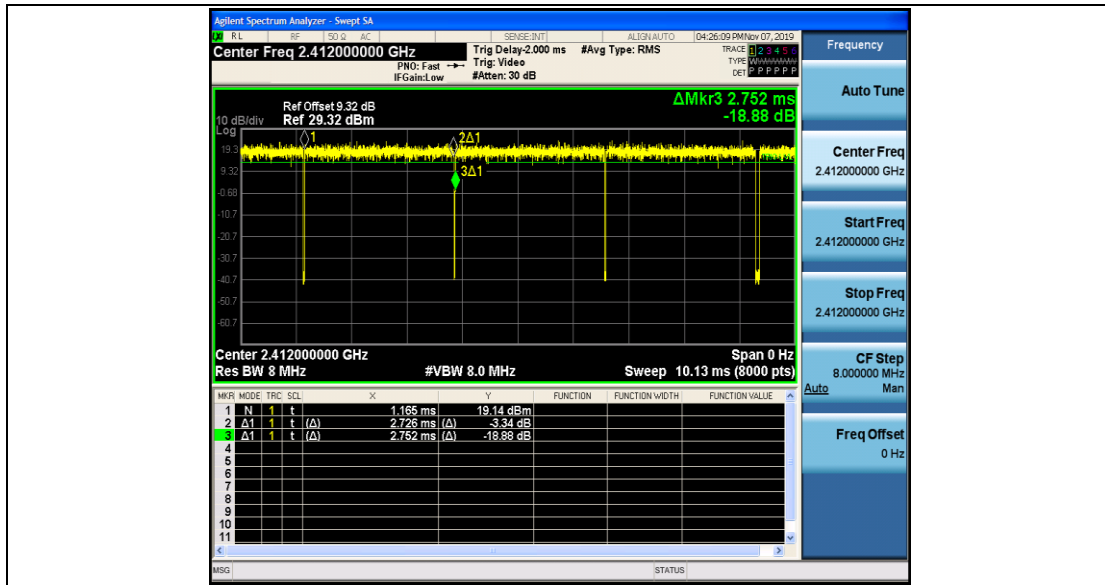 Agilent Spectrum Analyzer - Swept SA
RL RF 50 Ω AC SENSE:INT ALIGN AUTO 04:26:09 PM Nov 07, 2019
Center Freq 2.412000000 GHz Trig Delay-2.000 ms #Avg Type: RMS TRACE 1 2 3 4 5 6
PNO: Fast Trig: Video TYPE
IFGain:Low #Atten: 30 dB DET P P P P P P
Frequency
Ref Offset 9.32 dB ΔMkr3 2.752 ms
10 dB/div Ref 29.32 dBm -18.88 dB
Log
1
2Δ1
3Δ1
19.3
9.32
-0.68
-10.7
-20.7
-30.7
-40.7
-50.7
-60.7
Center 2.412000000 GHz Span 0 Hz
Res BW 8 MHz #VBW 8.0 MHz Sweep 10.13 ms (8000 pts)
MKR MODE TRC SCL X Y FUNCTION FUNCTION WIDTH FUNCTION VALUE
1 N 1 t 1.165 ms 19.14 dBm
2 Δ1 1 t (Δ) 2.726 ms (Δ) -3.34 dB
3 Δ1 1 t (Δ) 2.752 ms (Δ) -18.88 dB
4
5
6
7
8
9
10
11
MSG STATUS
Auto Tune
Center Freq
2.412000000 GHz
Start Freq
2.412000000 GHz
Stop Freq
2.412000000 GHz
CF Step
8.000000 MHz
Auto Man
Freq Offset
0 Hz